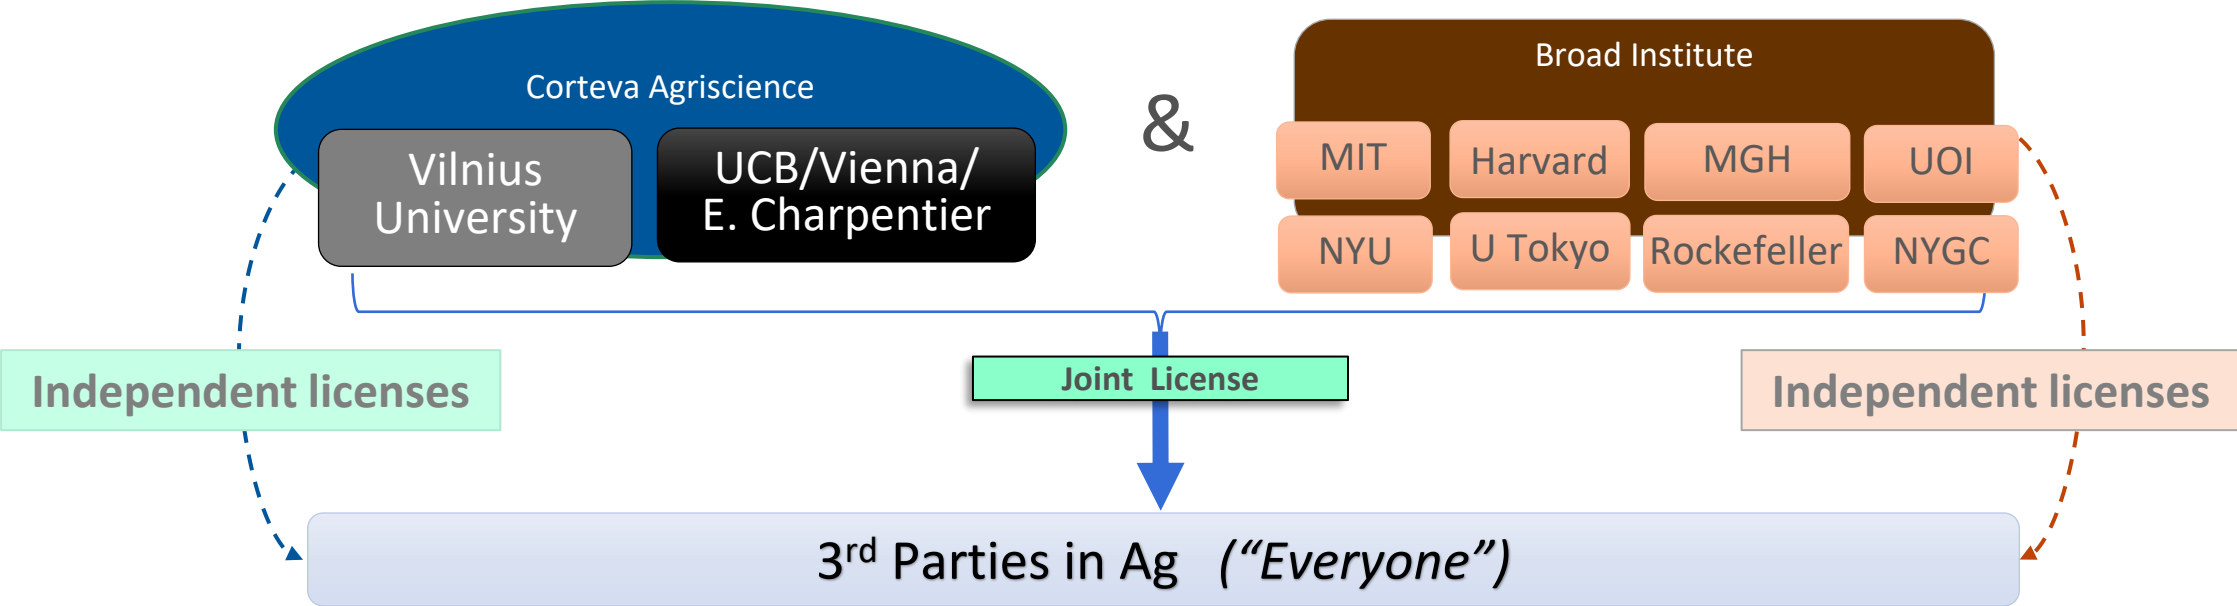 Corteva Agriscience
Vilnius
University
UCB/Vienna/
E. Charpentier
&
Broad Institute
MIT
Harvard
MGH
UOI
NYU
U Tokyo
Rockefeller
NYGC
Independent licenses
Joint  License
Independent licenses
3rd Parties in Ag   (“Everyone”)